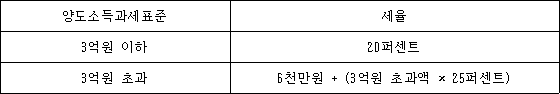 양도소득과세표준 세율
3억원 이하 20퍼센트
3억원 초과 6천만원 + (3억원 초과액 × 25퍼센트)